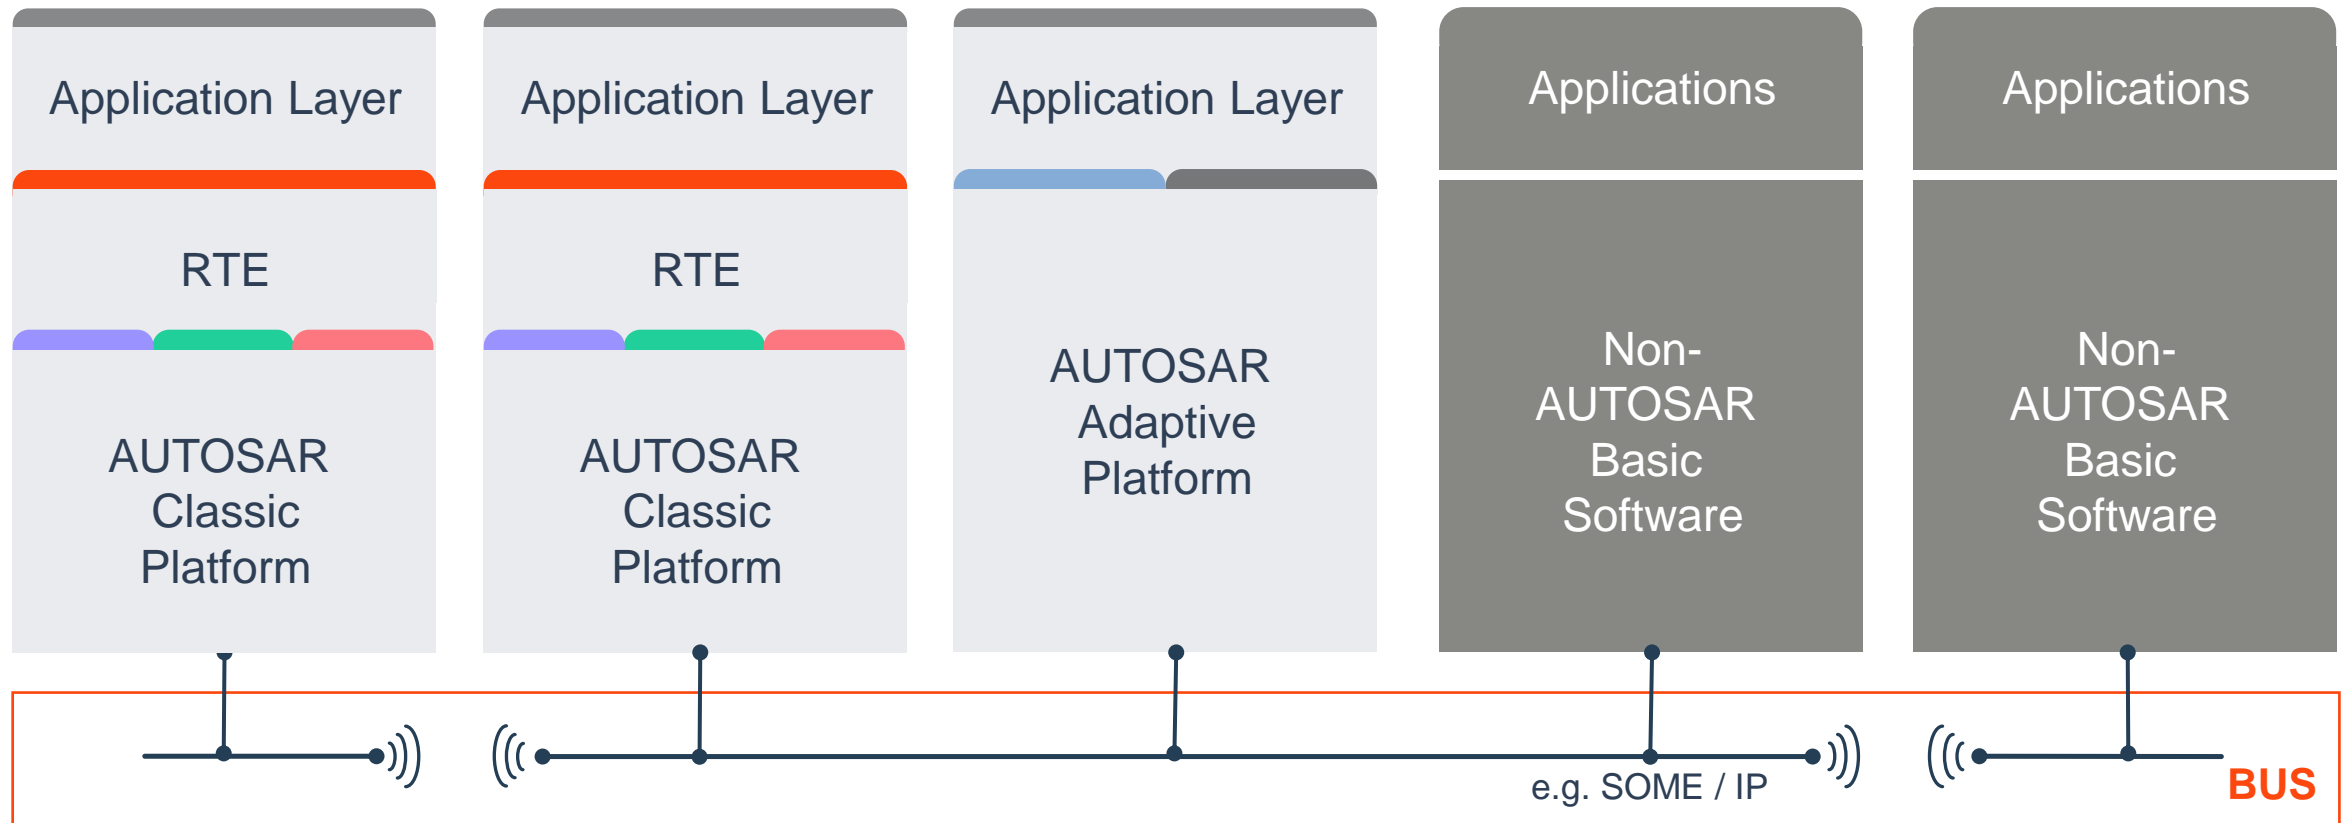 Application Layer
RTE
AUTOSAR
Classic
Platform
Application Layer
RTE
AUTOSAR
Classic
Platform
Application Layer
AUTOSAR
Adaptive
Platform
Applications
Non-
AUTOSAR
Basic
Software
Applications
Non-
AUTOSAR
Basic
Software
e.g. SOME / IP
BUS